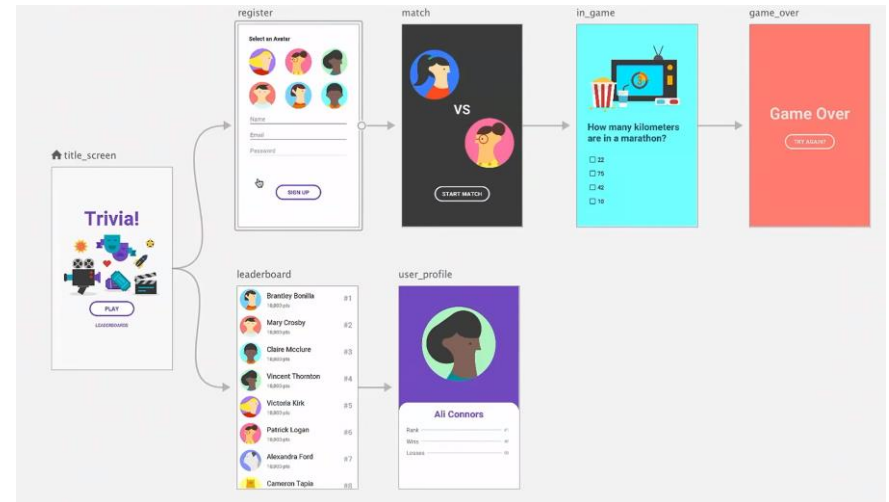 register
Select an Avatar
Name
Email
Password
SIGN UP
match
VS
START MATCH
in_game
How many kilometers
are in a marathon?
22
75
42
10
game_over
Game Over
TRY AGAIN?
title_screen
Trivia!
PLAY
LEADERBOARDS
leaderboard
Brantley Bonilla
#1
Mary Crosby
#2
Claire Mcclure
#3
Vincent Thornton
#4
Victoria Kirk
#5
Patrick Logan
#6
Alexandra Ford
#7
Cameron Tapia
#8
user_profile
Ali Connors
Rank
Wins
Losses